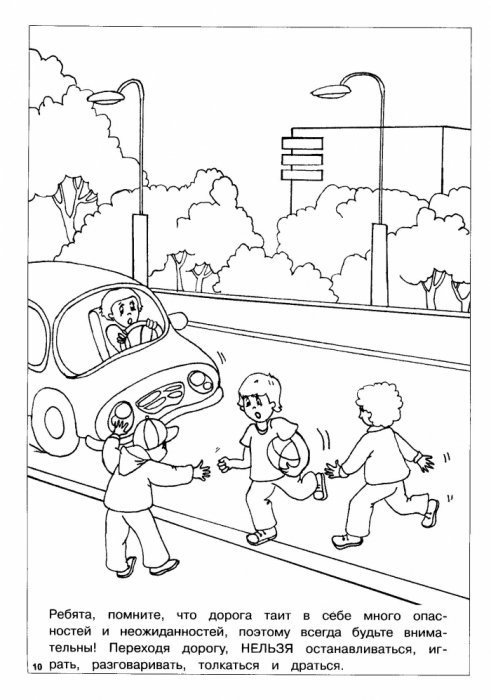 Ребята, помните, что дорога таит в себе много опас-
ностей и неожиданностей, поэтому всегда будьте внима-
тельны! Переходя дорогу, НЕЛЬЗЯ останавливаться, иг-
10 рать, разговаривать, толкаться и драться.